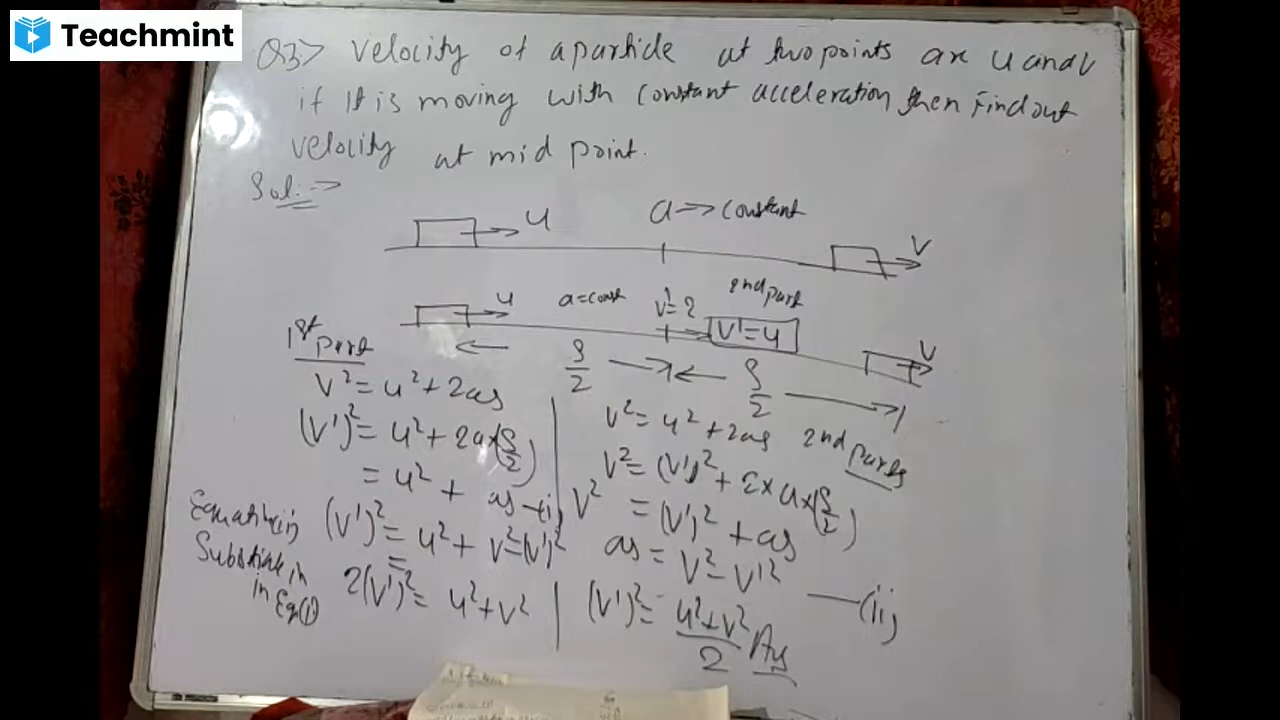 Teachmint
Q3> Velocity of a particle at two points are u and v
if it is moving with constant acceleration then find out
velocity at mid point.
Sol:->
u
a -> constant
v
u
a = const
v' = ?
2nd part
v' = u
v
s/2
s/2
1st part
v² = u² + 2as
(v')² = u² + 2a×(s/2)
= u² + as -(i)
v² = u² + 2as 2nd parts
v² = (v')² + 2×a×(s/2)
v² = (v')² + as
as = v² - v'² —(ii)
Equation(ii)
Substitute in
in Eq(1)
(v')² = u² + v² - (v')²
2(v')² = u² + v²
(v')² = u² + v² / 2 Ans